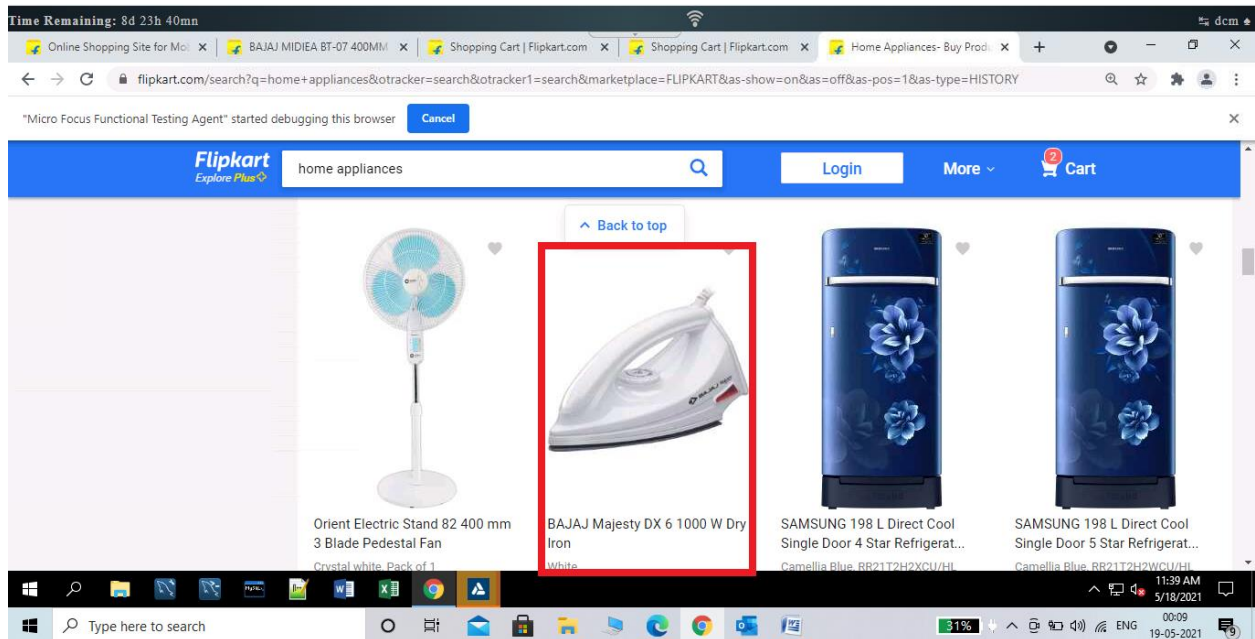 Time Remaining: 8d 23h 40mn
dcm
Online Shopping Site for Mo
BAJAJ MIDIEA BT-07 400MM
Shopping Cart | Flipkart.com
Shopping Cart | Flipkart.com
Home Appliances- Buy Produ
flipkart.com/search?q=home+appliances&otracker=search&otracker1=search&marketplace=FLIPKART&as-show=on&as=off&as-pos=1&as-type=HISTORY
"Micro Focus Functional Testing Agent" started debugging this browser
Cancel
Flipkart
Explore Plus
home appliances
Login
More
2
Cart
Back to top
Orient Electric Stand 82 400 mm
3 Blade Pedestal Fan
Crystal white, Pack of 1
BAJAJ Majesty DX 6 1000 W Dry
Iron
White
SAMSUNG 198 L Direct Cool
Single Door 4 Star Refrigerat...
Camellia Blue, RR21T2H2XCU/HL
SAMSUNG 198 L Direct Cool
Single Door 5 Star Refrigerat...
Camellia Blue, RR21T2H2WCU/HL
11:39 AM
5/18/2021
Type here to search
31%
ENG
00:09
19-05-2021